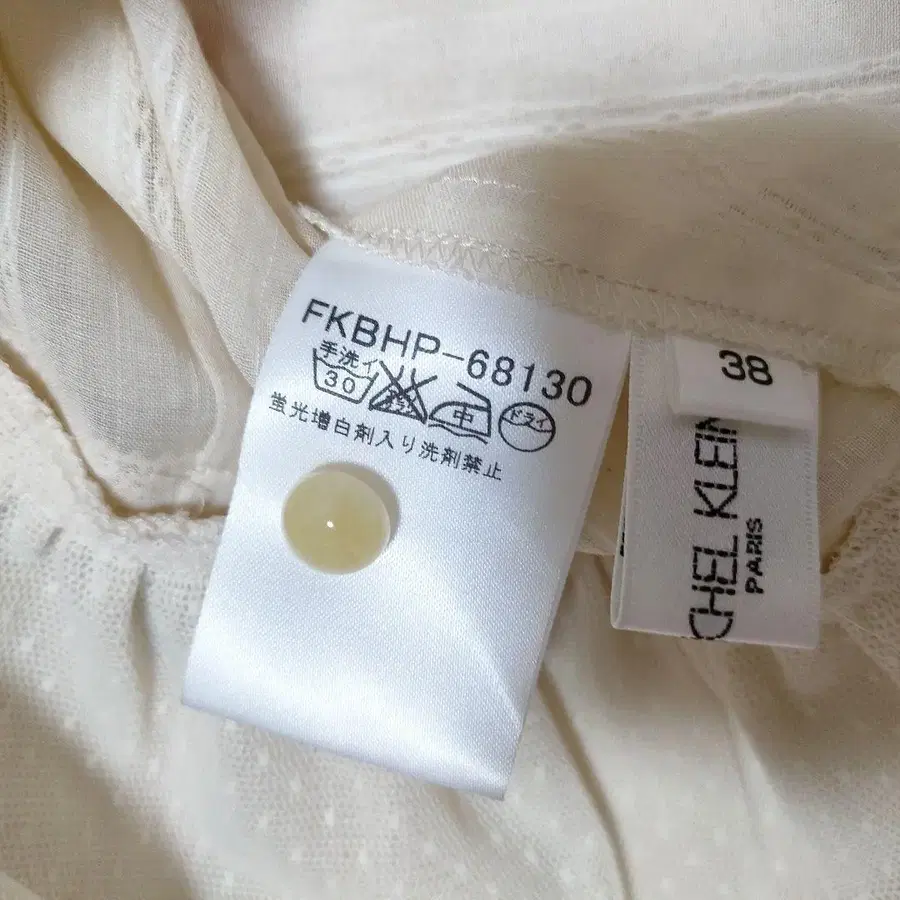 FKBHP-68130
手洗イ
30 中 ドライ
蛍光増白剤入り洗剤禁止
38
CHEL KLEIN
PARIS